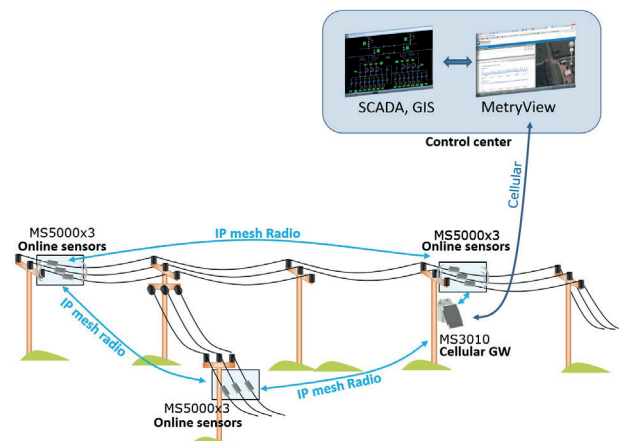 SCADA, GIS
MetryView
Control center
Cellular
MS5000x3
Online sensors
IP mesh Radio
MS5000x3
Online sensors
IP mesh radio
MS3010
Cellular GW
IP mesh Radio
MS5000x3
Online sensors